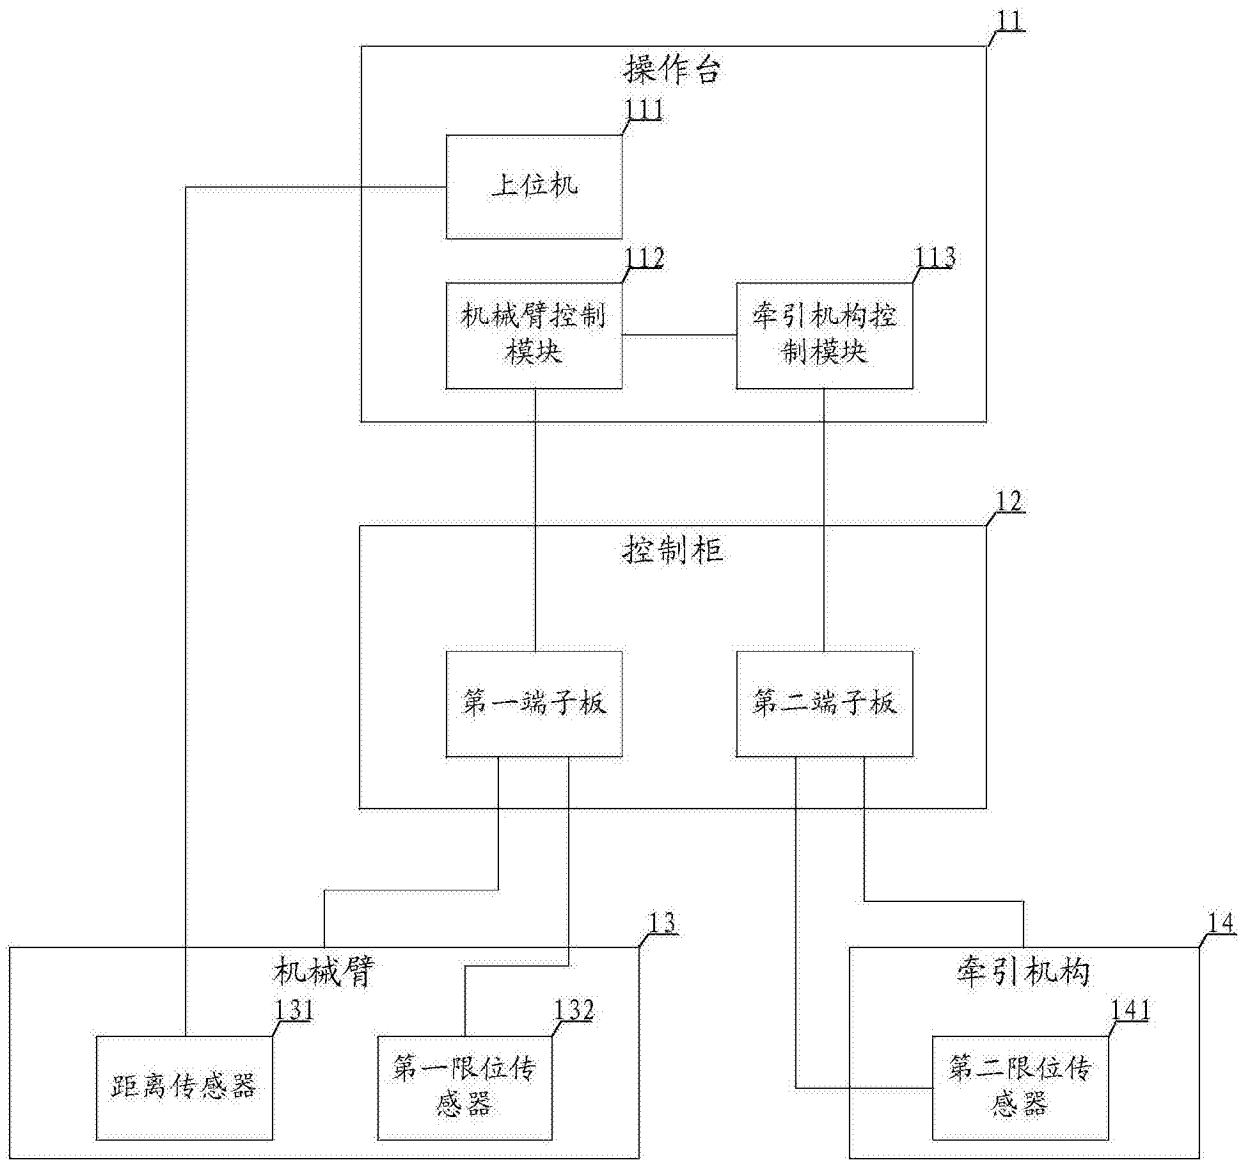 11
操作台
111
上位机
112
113
机械臂控制
模块
牵引机构控
制模块
12
控制柜
第一端子板
第二端子板
13
14
机械臂
牵引机构
131
132
141
距离传感器
第一限位传
感器
第二限位传
感器